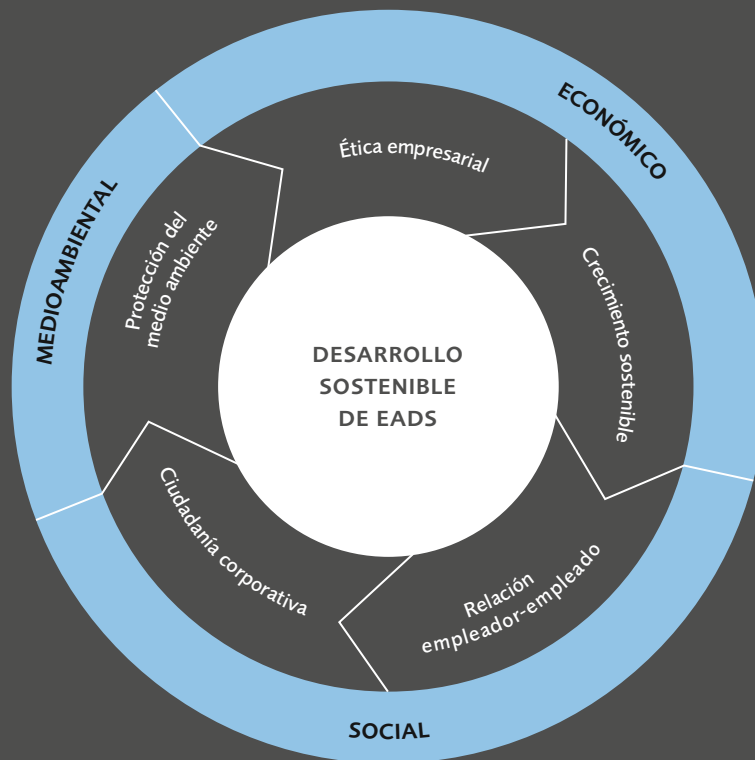 ECONÓMICO
Ética empresarial
MEDIOAMBIENTAL
Protección del
medio ambiente
Crecimiento sostenible
DESARROLLO
SOSTENIBLE
DE EADS
Ciudadanía corporativa
Relación
empleador-empleado
SOCIAL